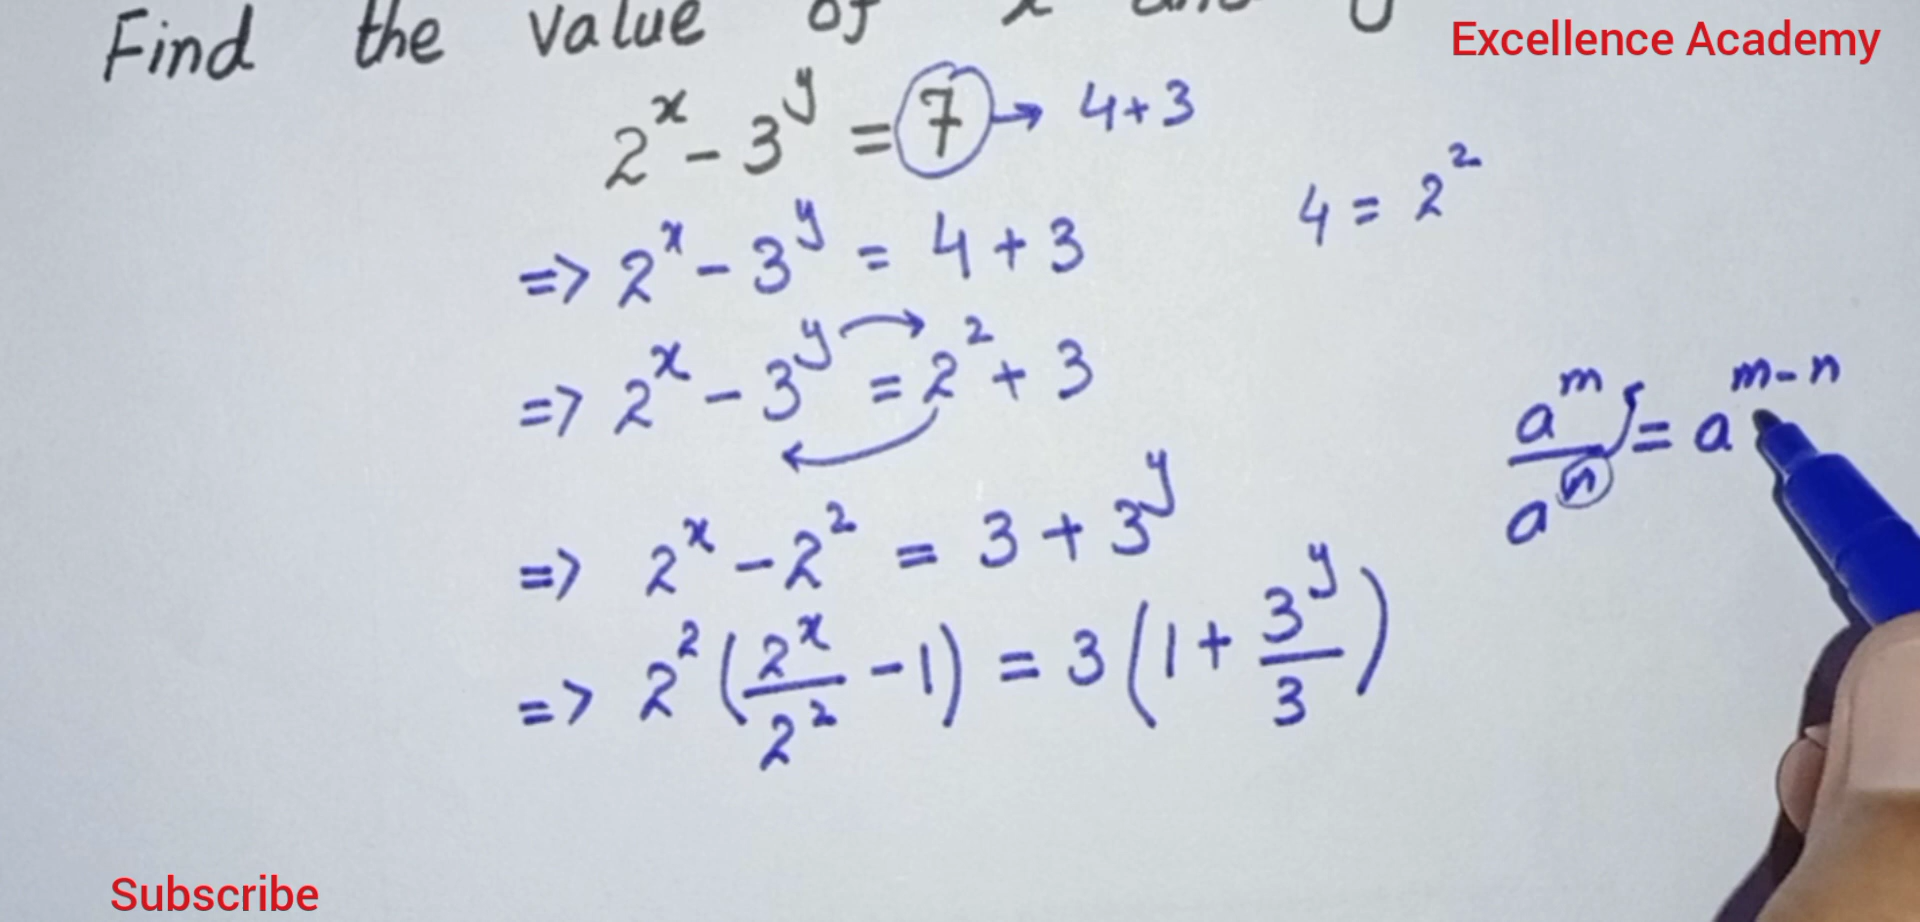 Find the value of x and y
Excellence Academy
2^x - 3^y = 7 → 4 + 3
4 = 2^2
=> 2^x - 3^y = 4 + 3
=> 2^x - 3^y = 2^2 + 3
a^m / a^n = a^(m-n)
=> 2^x - 2^2 = 3 + 3^y
=> 2^2 (2^x / 2^2 - 1) = 3 (1 + 3^y / 3)
Subscribe